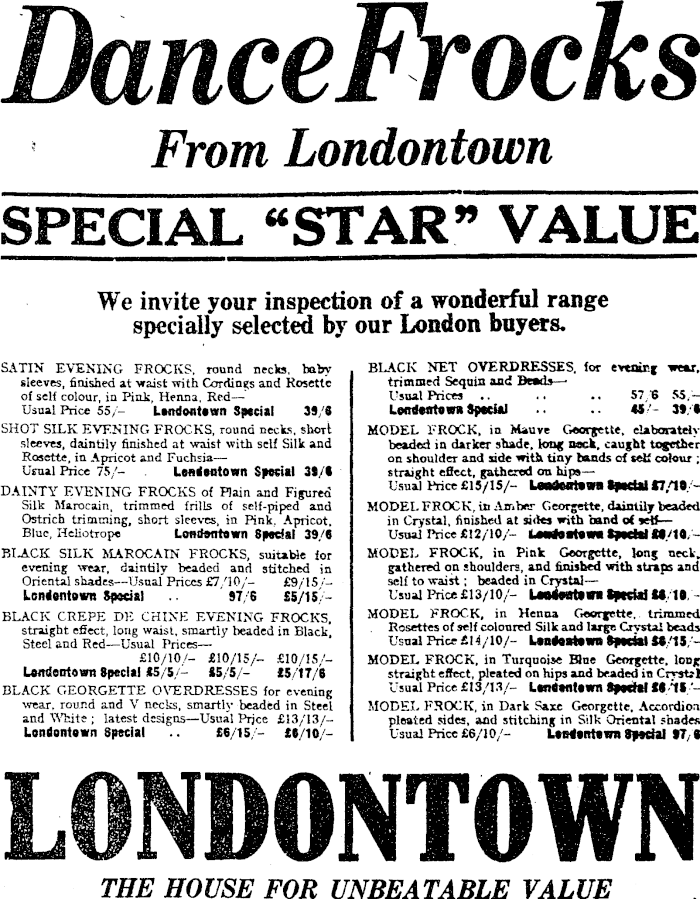 Dance Frocks
From Londontown
SPECIAL “STAR” VALUE
We invite your inspection of a wonderful range
specially selected by our London buyers.
SATIN EVENING FROCKS, round necks, baby
sleeves, finished at waist with Cordings and Rosette
of self colour, in Pink, Henna, Red—
Usual Price 55/– Londontown Special 39/6
SHOT SILK EVENING FROCKS, round necks, short
sleeves, daintily finished at waist with self Silk and
Rosette, in Apricot and Fuchsia—
Usual Price 75/– . Londontown Special 39/6
DAINTY EVENING FROCKS of Plain and Figured
Silk Marocain, trimmed frills of self-piped and
Ostrich trimming, short sleeves, in Pink, Apricot,
Blue, Heliotrope Londontown Special 39/6
BLACK SILK MAROCAIN FROCKS, suitable for
evening wear, daintily beaded and stitched in
Oriental shades—Usual Prices £7/10/– £9/15/–
Londontown Special .. 97/6 £5/15/–
BLACK CREPE DE CHINE EVENING FROCKS,
straight effect, long waist, smartly beaded in Black,
Steel and Red—Usual Prices—
£10/10/– £10/15/– £10/15/–
Londontown Special £5/5/– £5/5/– £5/17/6
BLACK GEORGETTE OVERDRESSES for evening
wear, round and V necks, smartly beaded in Steel
and White ; latest designs—Usual Price £13/13/–
Londontown Special .. £6/15/– £6/10/–
BLACK NET OVERDRESSES, for evening wear,
trimmed Sequin and Beads—
Usual Prices .. .. .. 57/6 55/–
Londontown Special .. .. 45/– 39/6
MODEL FROCK, in Mauve Georgette, elaborately
beaded in darker shade, long neck, caught together
on shoulder and side with tiny bands of self colour ;
straight effect, gathered on hips—
Usual Price £15/15/– Londontown Special £7/10/–
MODEL FROCK, in Amber Georgette, daintily beaded
in Crystal, finished at sides with band of self—
Usual Price £12/10/– Londontown Special /10/–
MODEL FROCK, in Pink Georgette, long neck,
gathered on shoulders, and finished with straps and
self to waist ; beaded in Crystal—
Usual Price £13/10/– Londontown Special /10/–
MODEL FROCK, in Henna Georgette, trimmed
Rosettes of self coloured Silk and large Crystal beads
Usual Price £14/10/– Londontown Special £6/15/–
MODEL FROCK, in Turquoise Blue Georgette, long
straight effect, pleated on hips and beaded in Crystal
Usual Price £13/13/– Londontown Special £6/15/–
MODEL FROCK, in Dark Saxe Georgette, Accordion
pleated sides, and stitching in Silk Oriental shades
Usual Price £6/10/– Londontown Special 97/6
LONDONTOWN
THE HOUSE FOR UNBEATABLE VALUE